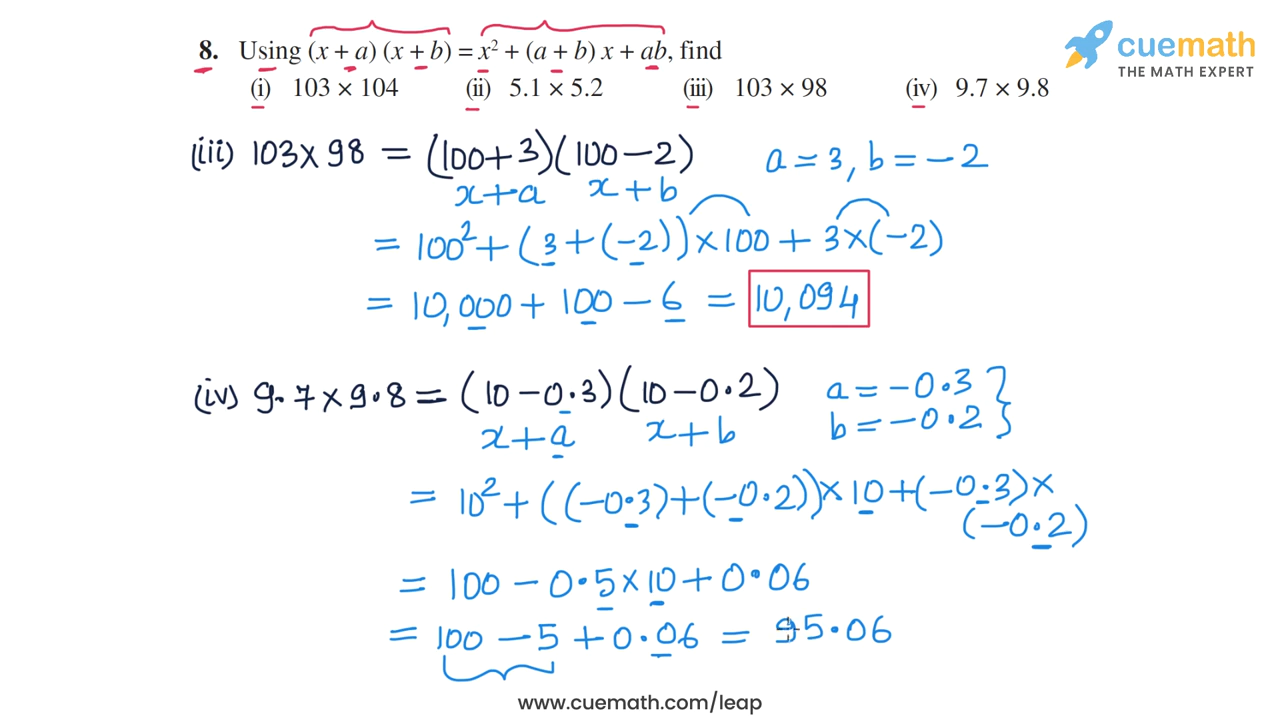 8. Using (x + a) (x + b) = x² + (a + b) x + ab, find
cuemath
THE MATH EXPERT
(i) 103 × 104 (ii) 5.1 × 5.2 (iii) 103 × 98 (iv) 9.7 × 9.8
(iii) 103 × 98 = (100 + 3)(100 − 2) a = 3, b = −2
x + a x + b
= 100² + (3 + (−2)) × 100 + 3 × (−2)
= 10,000 + 100 − 6 = 10,094
(iv) 9.7 × 9.8 = (10 − 0.3)(10 − 0.2) a = −0.3
x + a x + b b = −0.2
= 10² + ((−0.3) + (−0.2)) × 10 + (−0.3) ×
(−0.2)
= 100 − 0.5 × 10 + 0.06
= 100 − 5 + 0.06 = 95.06
www.cuemath.com/leap